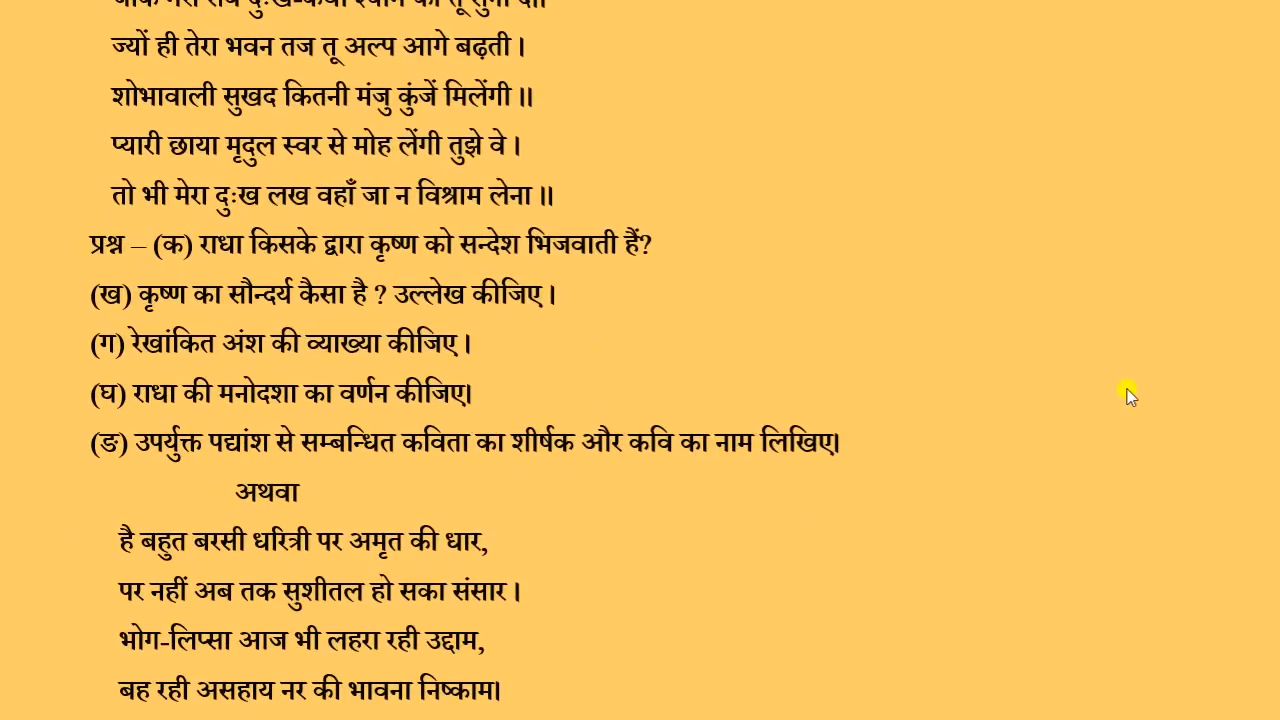 ज्यों ही तेरा भवन तज तू अल्प आगे बढ़ती ।
शोभावाली सुखद कितनी मंजु कुंजें मिलेंगी ॥
प्यारी छाया मृदुल स्वर से मोह लेंगी तुझे वे ।
तो भी मेरा दुःख लख वहाँ जा न विश्राम लेना ॥
प्रश्न – (क) राधा किसके द्वारा कृष्ण को सन्देश भिजवाती हैं?
(ख) कृष्ण का सौन्दर्य कैसा है ? उल्लेख कीजिए ।
(ग) रेखांकित अंश की व्याख्या कीजिए ।
(घ) राधा की मनोदशा का वर्णन कीजिए।
(ङ) उपर्युक्त पद्यांश से सम्बन्धित कविता का शीर्षक और कवि का नाम लिखिए।
अथवा
है बहुत बरसी धरित्री पर अमृत की धार,
पर नहीं अब तक सुशीतल हो सका संसार ।
भोग-लिप्सा आज भी लहरा रही उद्दाम,
बह रही असहाय नर की भावना निष्काम।